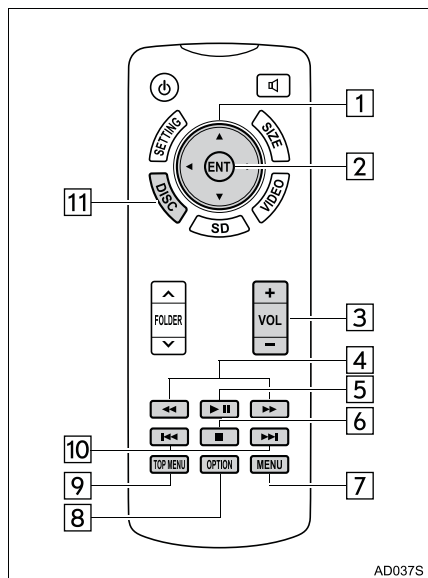 1
SETTING
SIZE
ENT
2
11
DISC
VIDEO
SD
+
FOLDER
VOL
3
−
4
5
6
10
TOP MENU
OPTION
MENU
9
8
7
AD037S